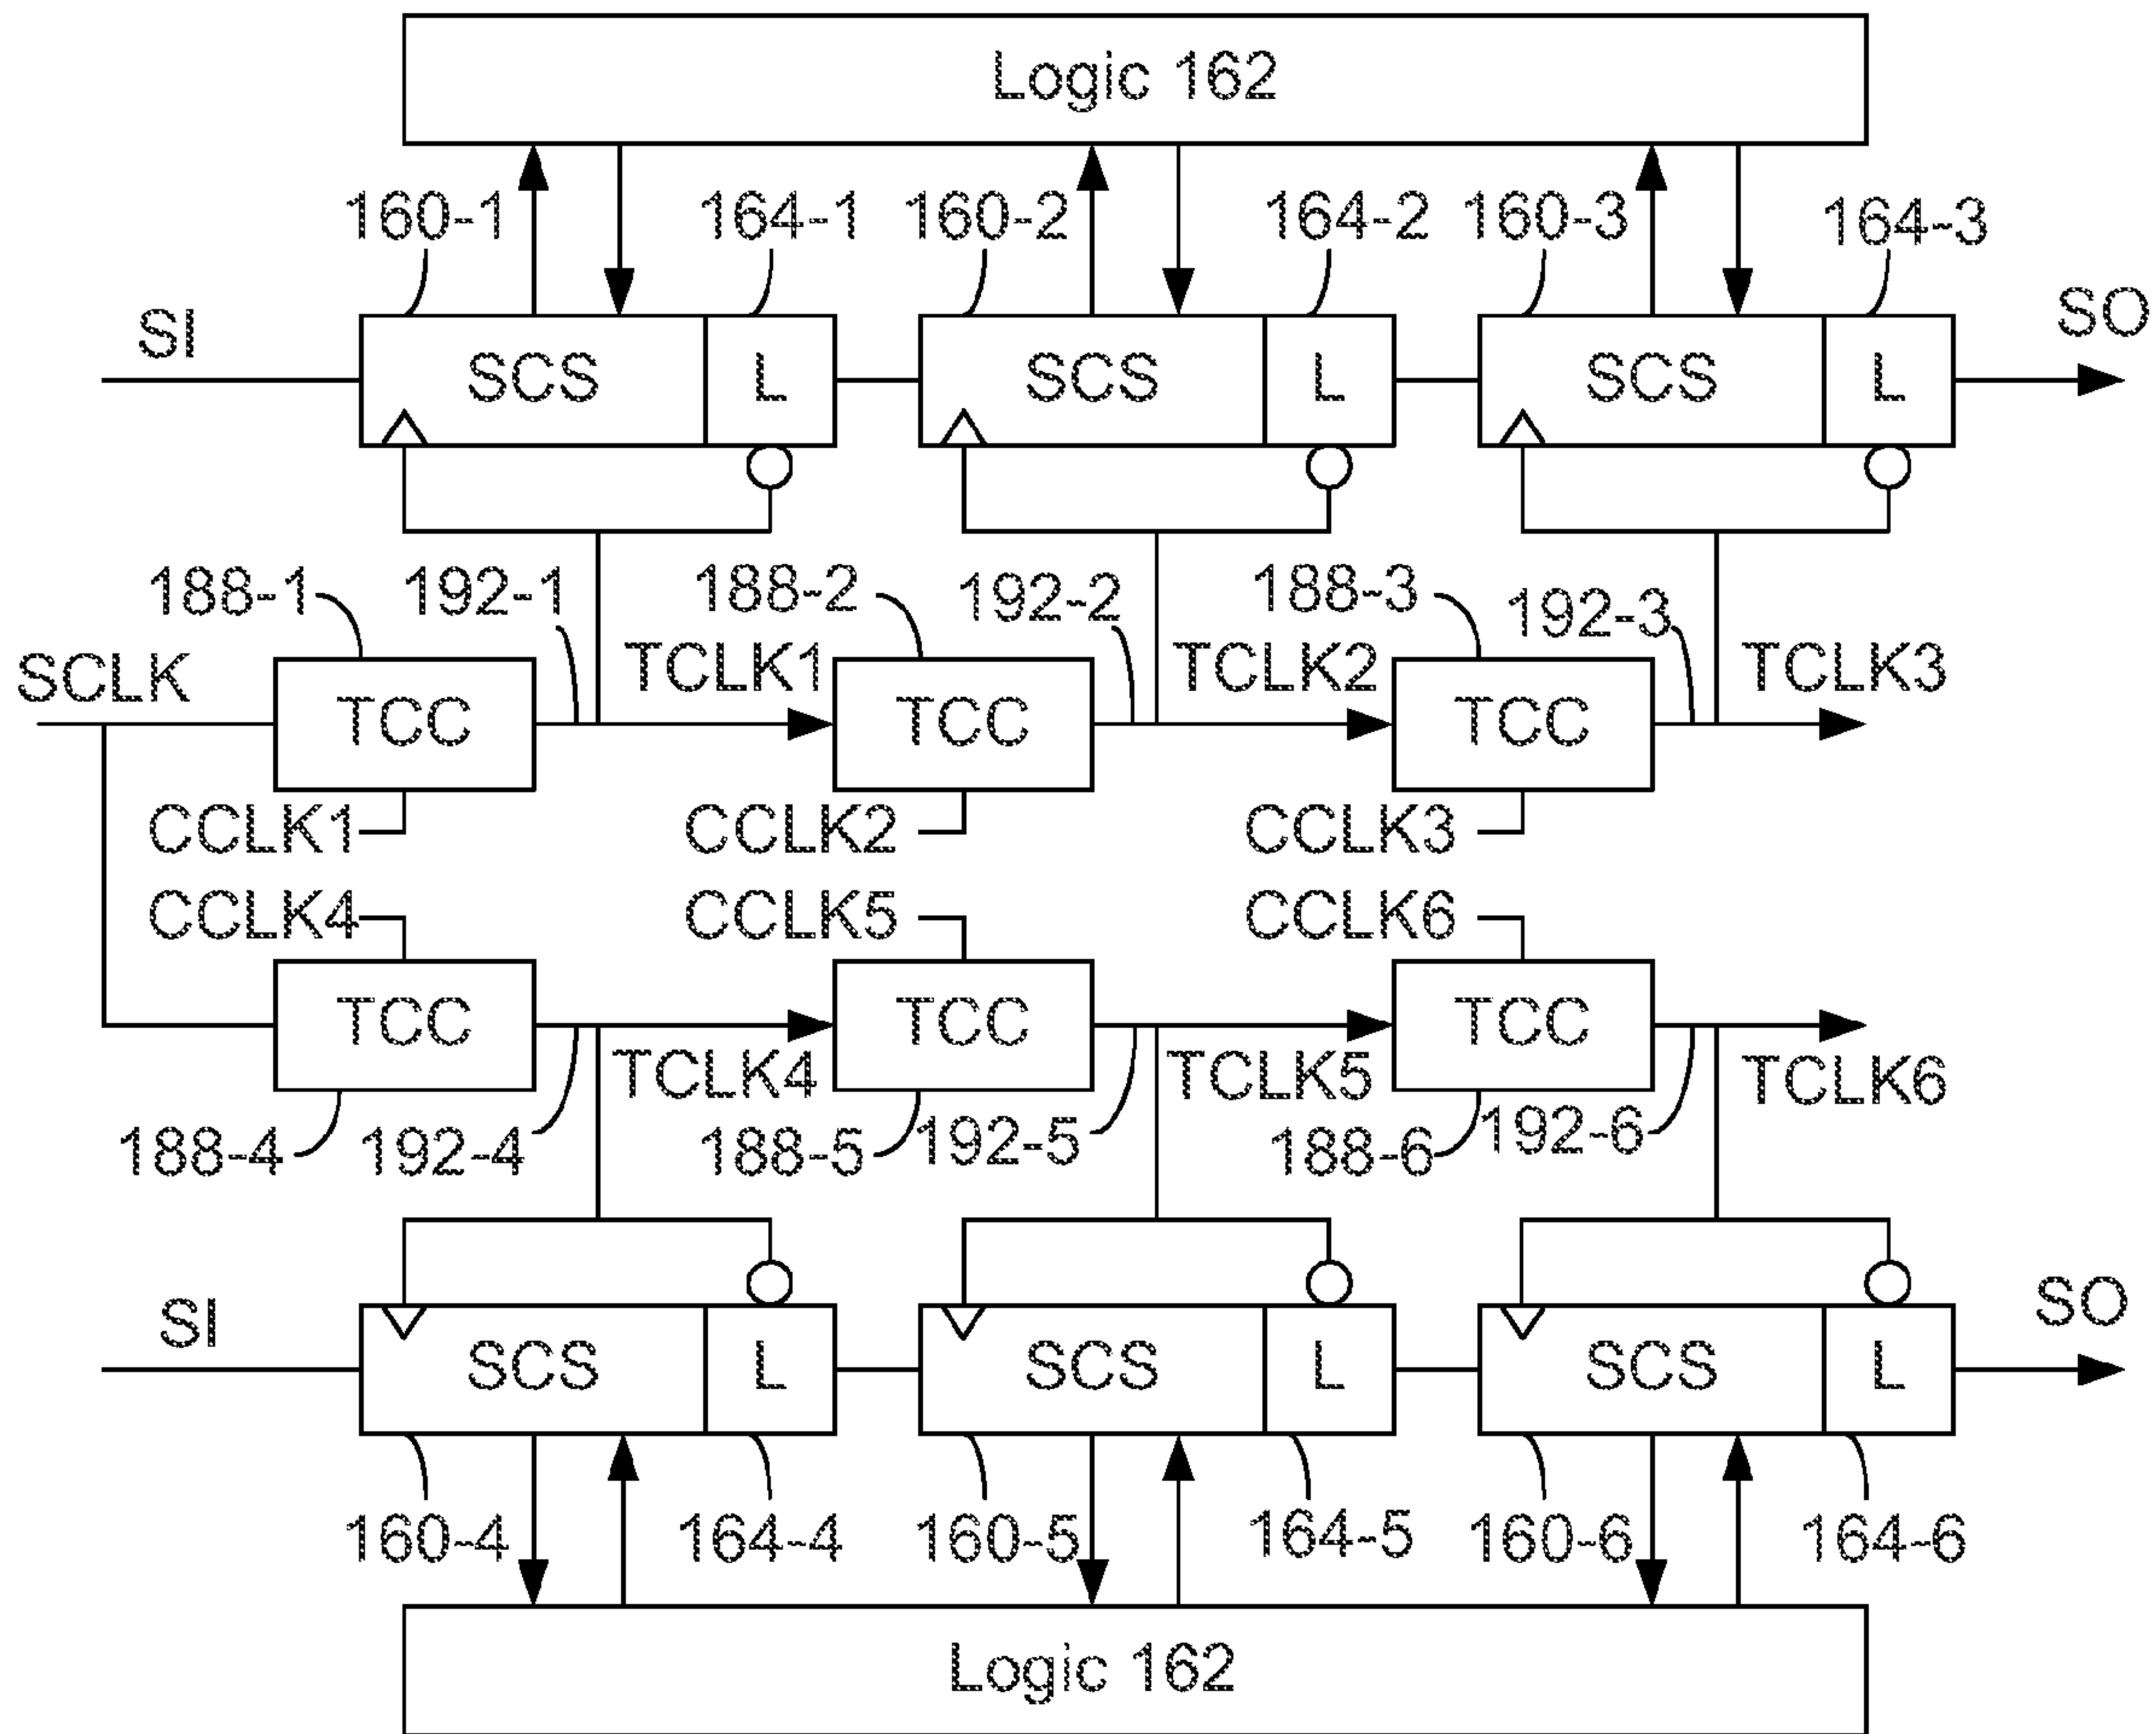 Logic 162
160-1 164-1 160-2 164-2 160-3 164-3
SI SCS L SCS L SCS L SO
188-1 192-1 188-2 192-2 188-3 192-3
SCLK TCC TCLK1 TCC TCLK2 TCC TCLK3
CCLK1 CCLK2 CCLK3
CCLK4 CCLK5 CCLK6
TCC TCLK4 TCC TCLK5 TCC TCLK6
188-4 192-4 188-5 192-5 188-6 192-6
SI SCS L SCS L SCS L SO
160-4 164-4 160-5 164-5 160-6 164-6
Logic 162